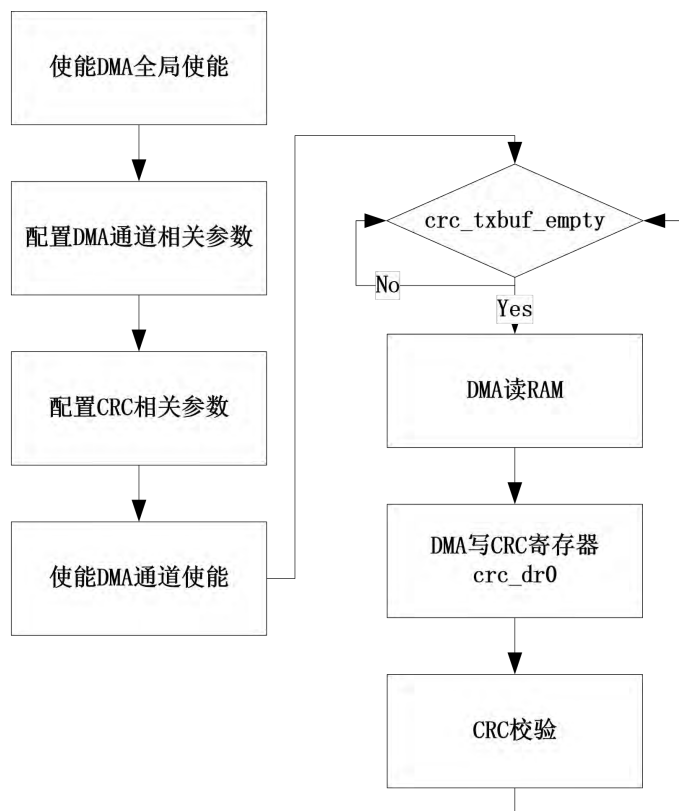 使能DMA全局使能
配置DMA通道相关参数
配置CRC相关参数
使能DMA通道使能
crc_txbuf_empty
No
Yes
DMA读RAM
DMA写CRC寄存器
crc_dr0
CRC校验